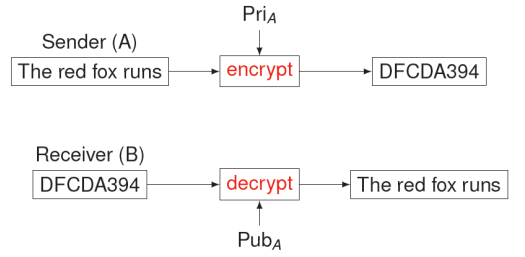 Pri_A
Sender (A)
The red fox runs
encrypt
DFCDA394
Receiver (B)
DFCDA394
decrypt
The red fox runs
Pub_A